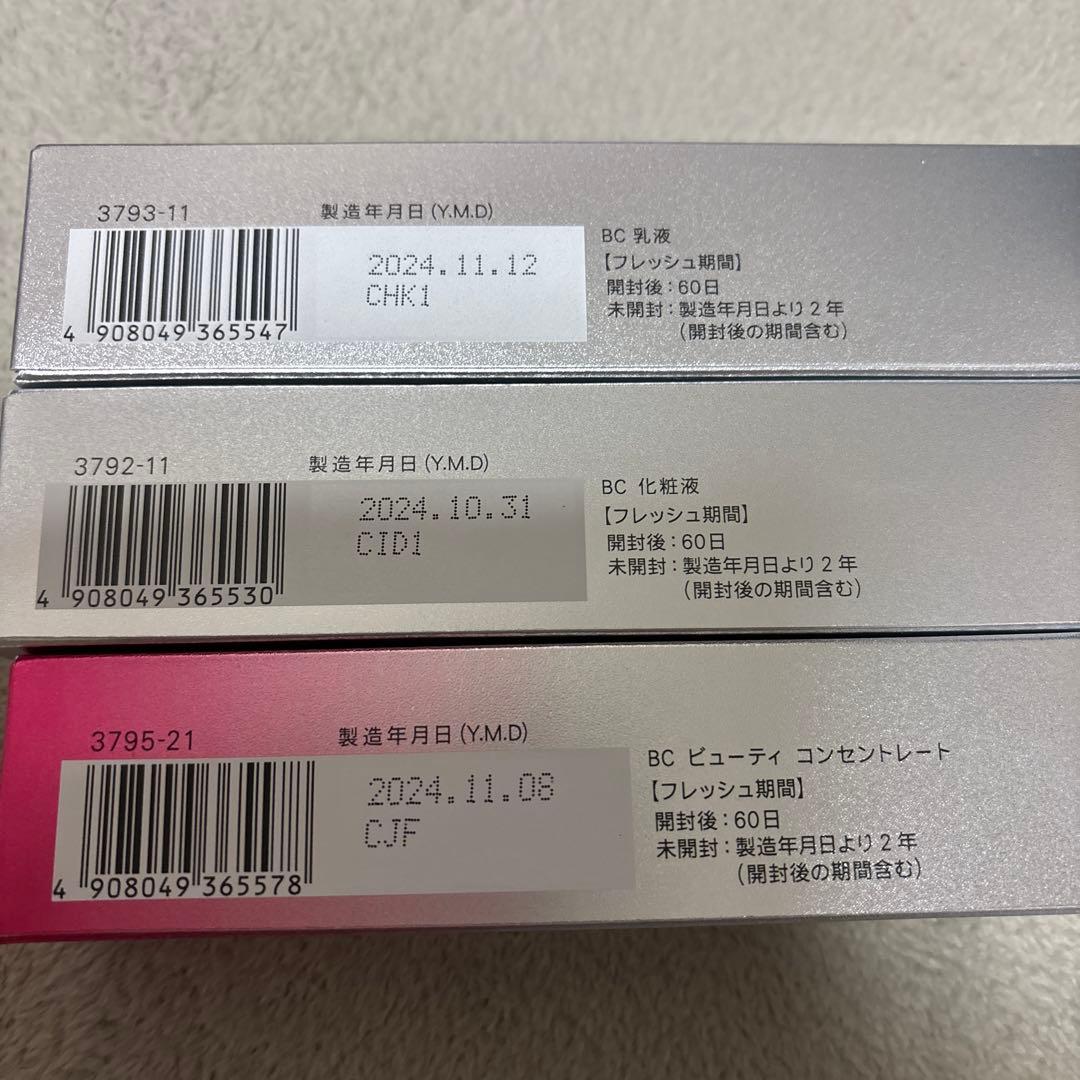 3793-11
製造年月日(Y.M.D)
2024.11.12
CHK1
4 908049 365547
BC 乳液
【フレッシュ期間】
開封後：60日
未開封：製造年月日より2年
（開封後の期間含む）
3792-11
製造年月日(Y.M.D)
2024.10.31
CID1
4 908049 365530
BC 化粧液
【フレッシュ期間】
開封後：60日
未開封：製造年月日より2年
（開封後の期間含む）
3795-21
製造年月日(Y.M.D)
2024.11.08
CJF
4 908049 365578
BC ビューティ コンセントレート
【フレッシュ期間】
開封後：60日
未開封：製造年月日より2年
（開封後の期間含む）